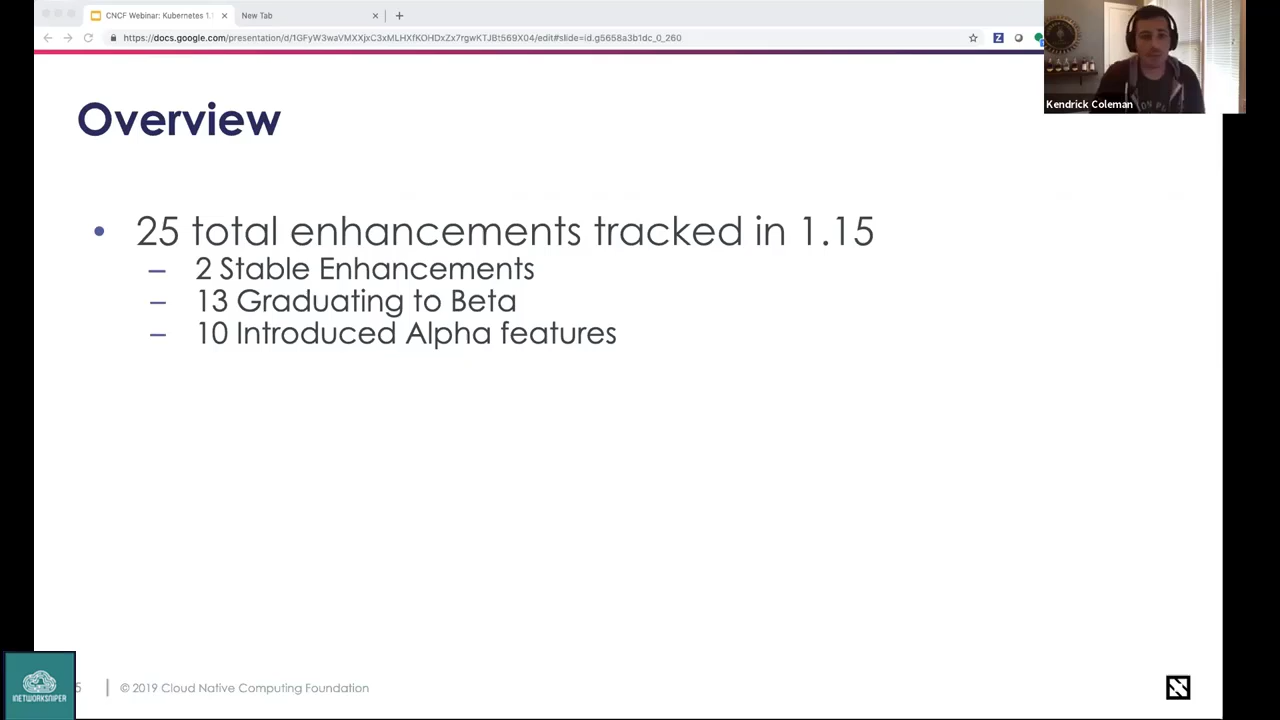 CNCF Webinar: Kubernetes 1.1
New Tab
https://docs.google.com/presentation/d/1GFyW3waVMXXjxC3xMLHXfKOHDxZx7rgwKTJBt569X04/edit#slide=id.g5658a3b1dc_0_260
Kendrick Coleman
Overview
• 25 total enhancements tracked in 1.15
– 2 Stable Enhancements
– 13 Graduating to Beta
– 10 Introduced Alpha features
INETWORKSNIPER
5
© 2019 Cloud Native Computing Foundation